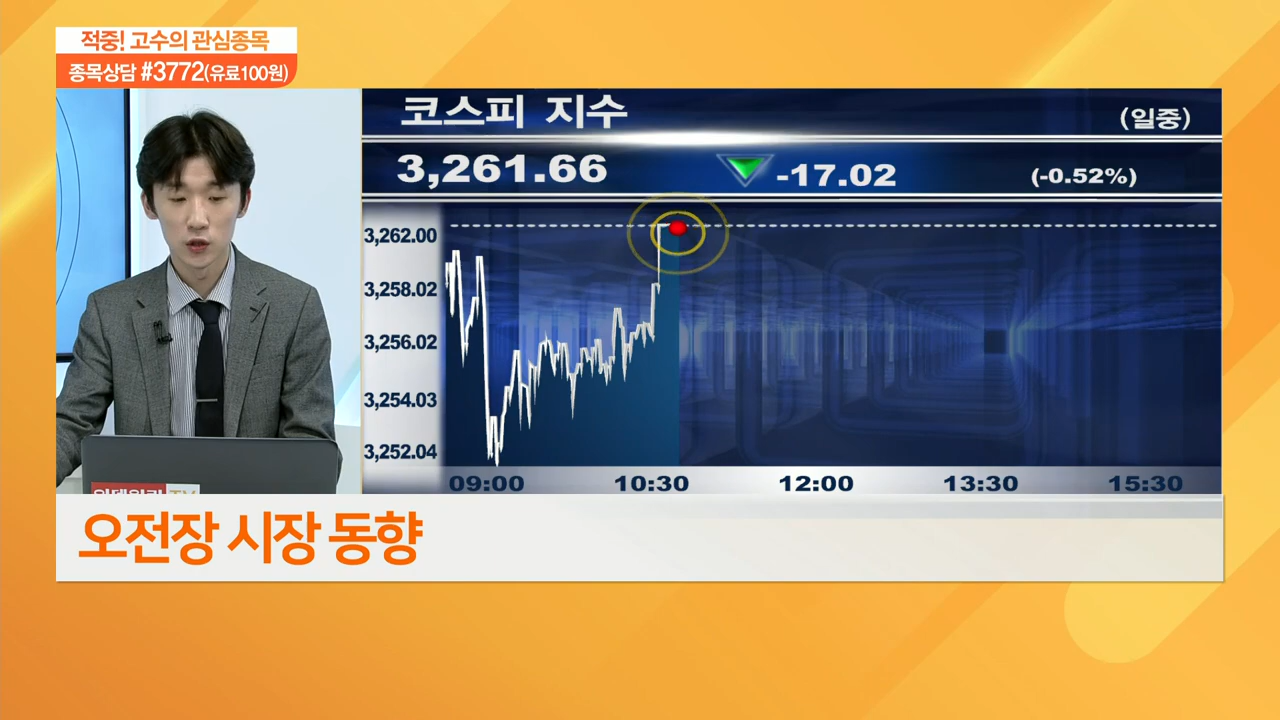 적중! 고수의 관심종목
종목상담 #3772(유료100원)
코스피 지수
(일중)
3,261.66
-17.02
(-0.52%)
3,262.00
3,258.02
3,256.02
3,254.03
3,252.04
09:00
10:30
12:00
13:30
15:30
오전장 시장 동향